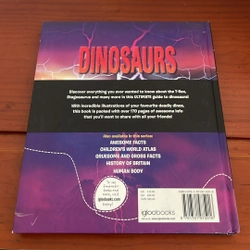 DINOSAURS
Discover everything you ever wanted to know about the T-Rex,
Stegosaurus and many more in this ULTIMATE guide to dinosaurs!
With incredible illustrations of your favourite deadly dinos,
this book is packed with over 170 pages of awesome info
that you'll want to share with all your friends!
Also available in this series:
AWESOME FACTS
CHILDREN'S WORLD ATLAS
GRUESOME AND GROSS FACTS
HISTORY OF BRITAIN
HUMAN BODY
igloobooks